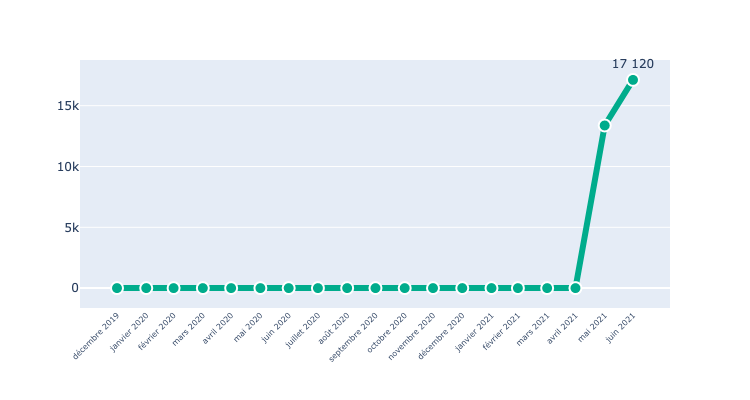 17 120
15k
10k
5k
0
décembre 2019
janvier 2020
février 2020
mars 2020
avril 2020
mai 2020
juin 2020
juillet 2020
août 2020
septembre 2020
octobre 2020
novembre 2020
décembre 2020
janvier 2021
février 2021
mars 2021
avril 2021
mai 2021
juin 2021